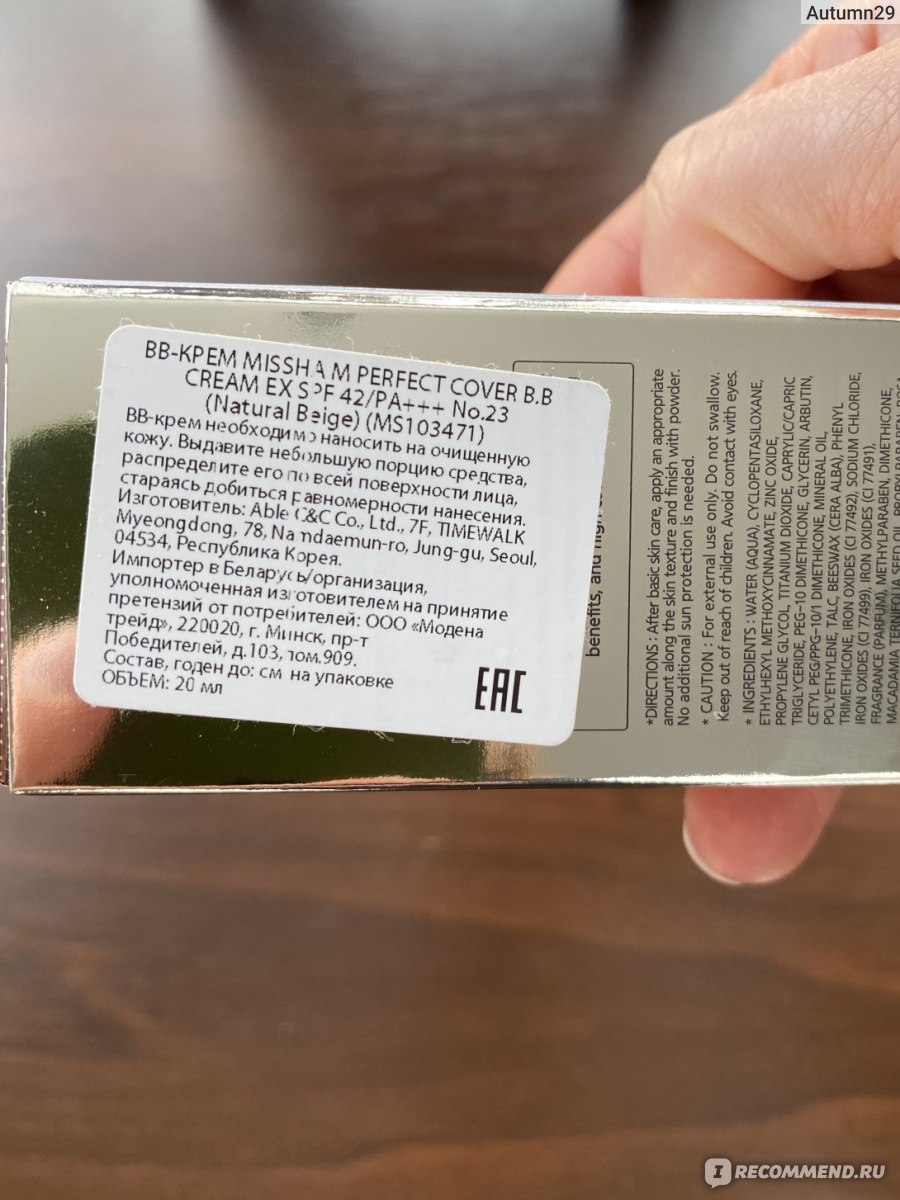 Autumn29
ВВ-КРЕМ MISSHA M PERFECT COVER B.B
CREAM EX SPF 42/PA+++ No.23
(Natural Beige) (MS103471)
ВВ-крем необходимо наносить на очищенную
кожу. Выдавите небольшую порцию средства,
распределите его по всей поверхности лица,
стараясь добиться равномерности нанесения.
Изготовитель: Able C&C Co., Ltd., 7F, TIMEWALK
Myeongdong, 78, Namdaemun-ro, Jung-gu, Seoul,
04534, Республика Корея.
Импортер в Беларусь/организация,
уполномоченная изготовителем на принятие
претензий от потребителей: ООО «Модена
трейд», 220020, г. Минск, пр-т
Победителей, д.103, пом.909.
Состав, годен до: см. на упаковке
ОБЪЕМ: 20 мл
EAC
benefits, and
*DIRECTIONS : After basic skin care, apply an appropriate
amount along the skin texture and finish with powder.
No additional sun protection is needed.
* CAUTION : For external use only. Do not swallow.
Keep out of reach of children. Avoid contact with eyes.
* INGREDIENTS : WATER (AQUA), CYCLOPENTASILOXANE,
ETHYLHEXYL METHOXYCINNAMATE, ZINC OXIDE,
PROPYLENE GLYCOL, TITANIUM DIOXIDE, CAPRYLIC/CAPRIC
TRIGLYCERIDE, PEG-10 DIMETHICONE, GLYCERIN, ARBUTIN,
CETYL PEG/PPG-10/1 DIMETHICONE, MINERAL OIL,
POLYETHYLENE, TALC, BEESWAX (CERA ALBA), PHENYL
TRIMETHICONE, IRON OXIDES (CI 77492), SODIUM CHLORIDE,
IRON OXIDES (CI 77499), IRON OXIDES (CI 77491),
FRAGRANCE (PARFUM), METHYLPARABEN, DIMETHICONE,
MACADAMIA TERNIFOLIA SEED OIL, PROPYLPARABEN,
IRECOMMEND.RU